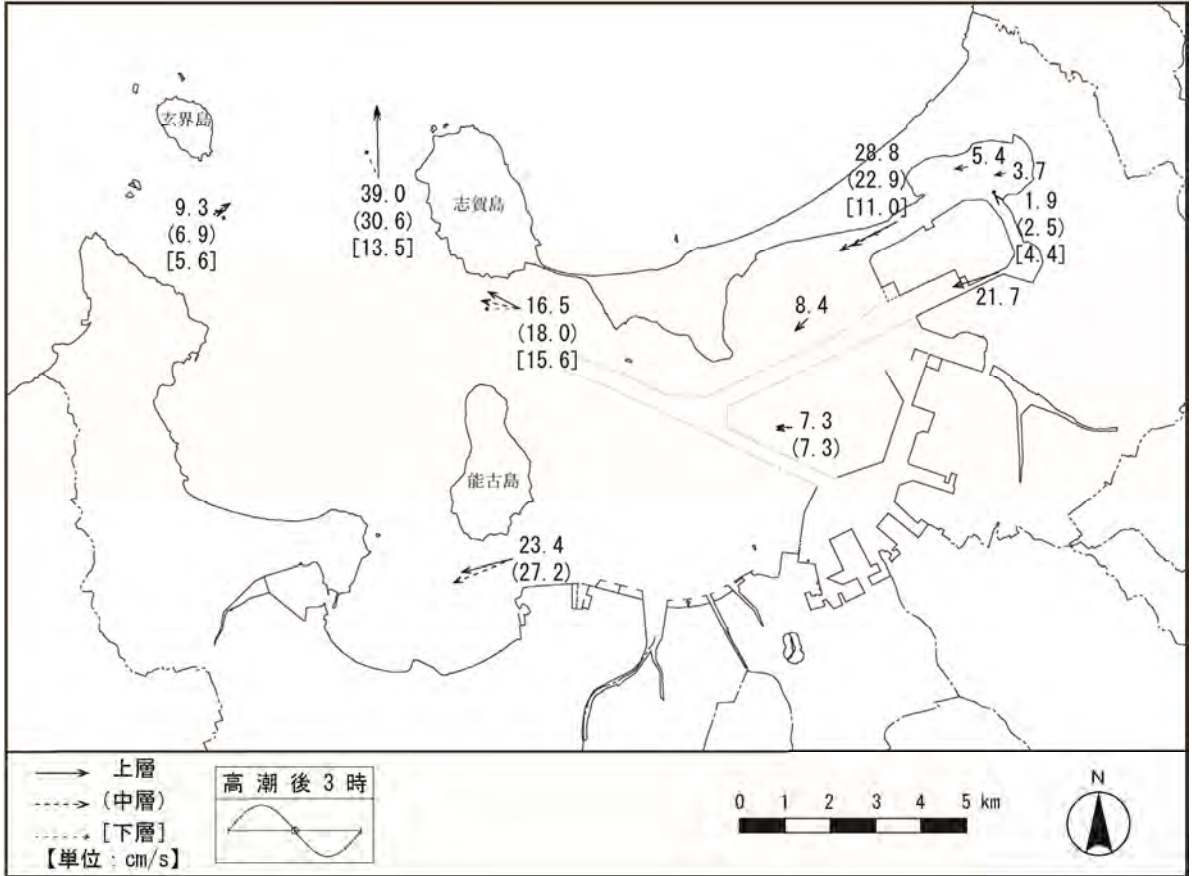 玄界島
9.3
(6.9)
[5.6]
39.0
(30.6)
[13.5]
志賀島
28.8
(22.9)
[11.0]
5.4
3.7
1.9
(2.5)
[4.4]
21.7
8.4
16.5
(18.0)
[15.6]
7.3
(7.3)
能古島
23.4
(27.2)
上層
(中層)
[下層]
【単位:cm/s】
高潮後3時
0 1 2 3 4 5 km
N